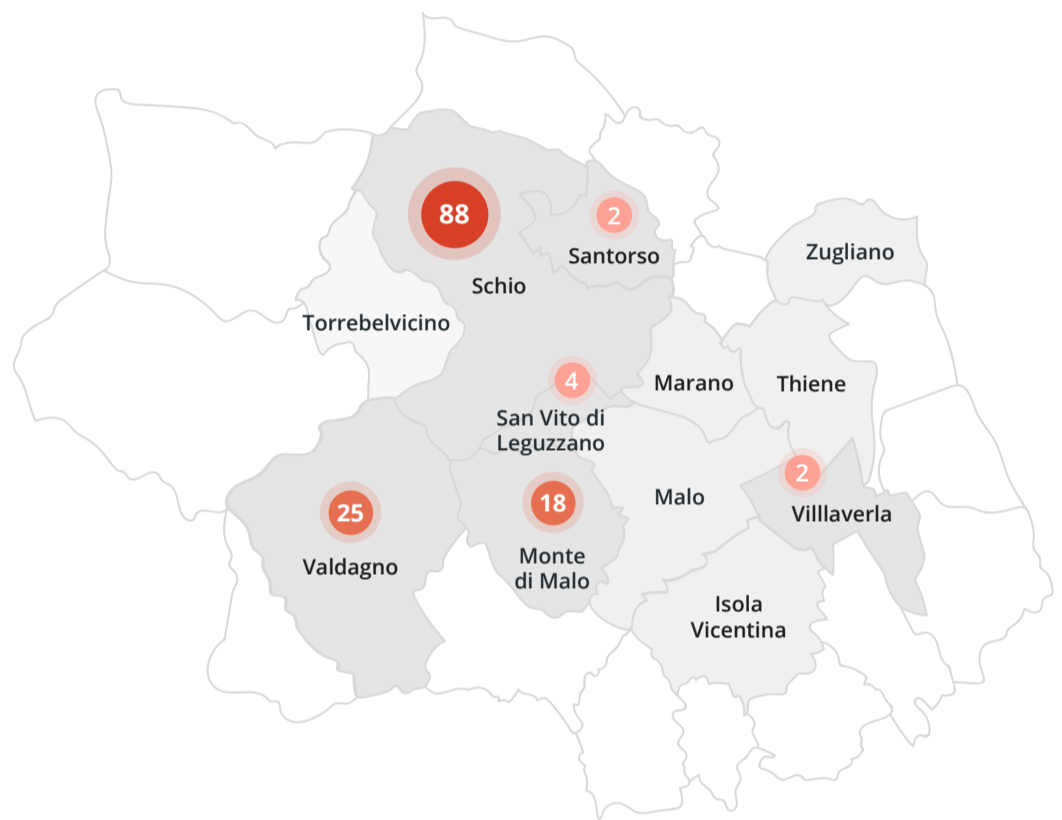 88
2
Santorso
Zugliano
Schio
Torrebelvicino
4
Marano
Thiene
San Vito di
Leguzzano
2
25
18
Malo
Villlaverla
Valdagno
Monte
di Malo
Isola
Vicentina